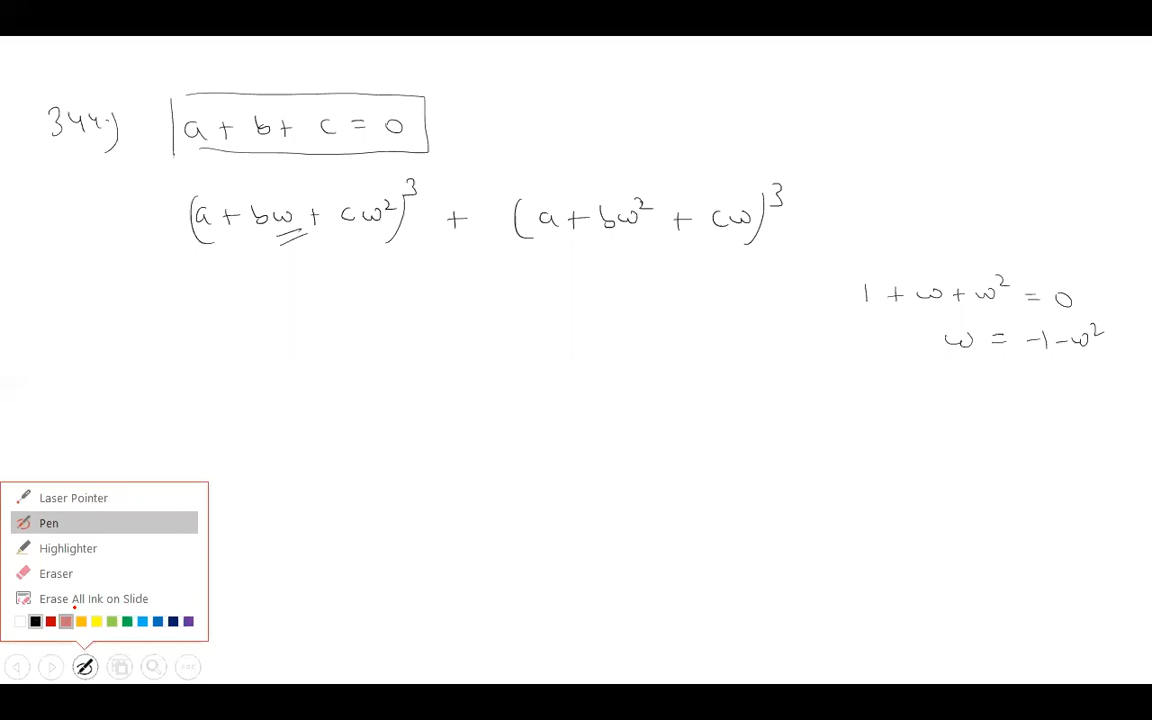 344.) a + b + c = 0
(a + bω + cω²)³ + (a + bω² + cω)³
1 + ω + ω² = 0
ω = -1 - ω²
Laser Pointer
Pen
Highlighter
Eraser
Erase All Ink on Slide